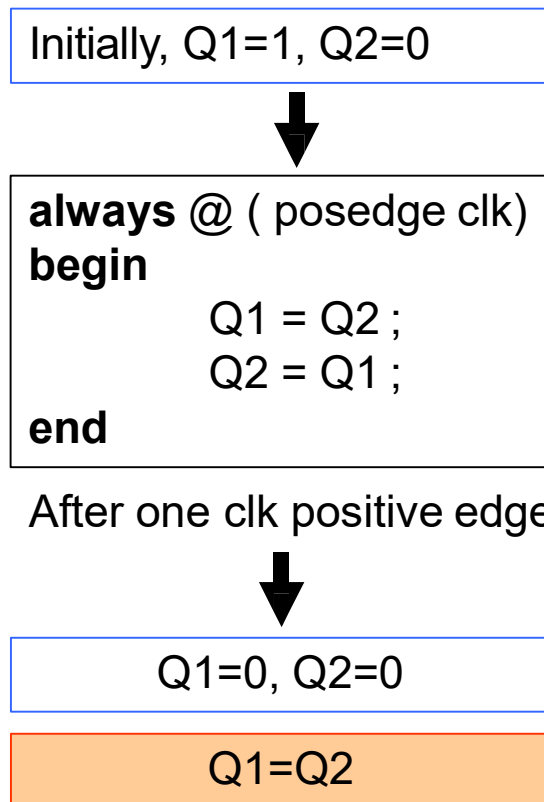 Initially, Q1=1, Q2=0
always @ ( posedge clk)
begin
Q1 = Q2 ;
Q2 = Q1 ;
end
After one clk positive edge
Q1=0, Q2=0
Q1=Q2